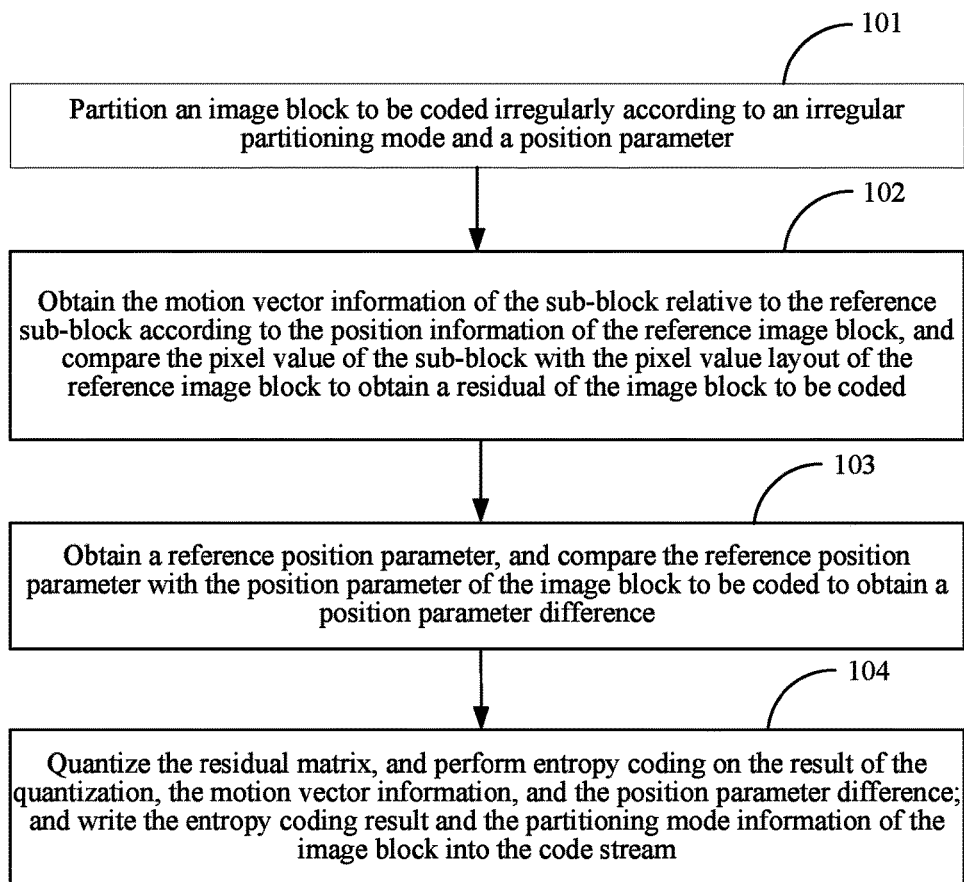 101
Partition an image block to be coded irregularly according to an irregular
partitioning mode and a position parameter
102
Obtain the motion vector information of the sub-block relative to the reference
sub-block according to the position information of the reference image block, and
compare the pixel value of the sub-block with the pixel value layout of the
reference image block to obtain a residual of the image block to be coded
103
Obtain a reference position parameter, and compare the reference position
parameter with the position parameter of the image block to be coded to obtain a
position parameter difference
104
Quantize the residual matrix, and perform entropy coding on the result of the
quantization, the motion vector information, and the position parameter difference;
and write the entropy coding result and the partitioning mode information of the
image block into the code stream